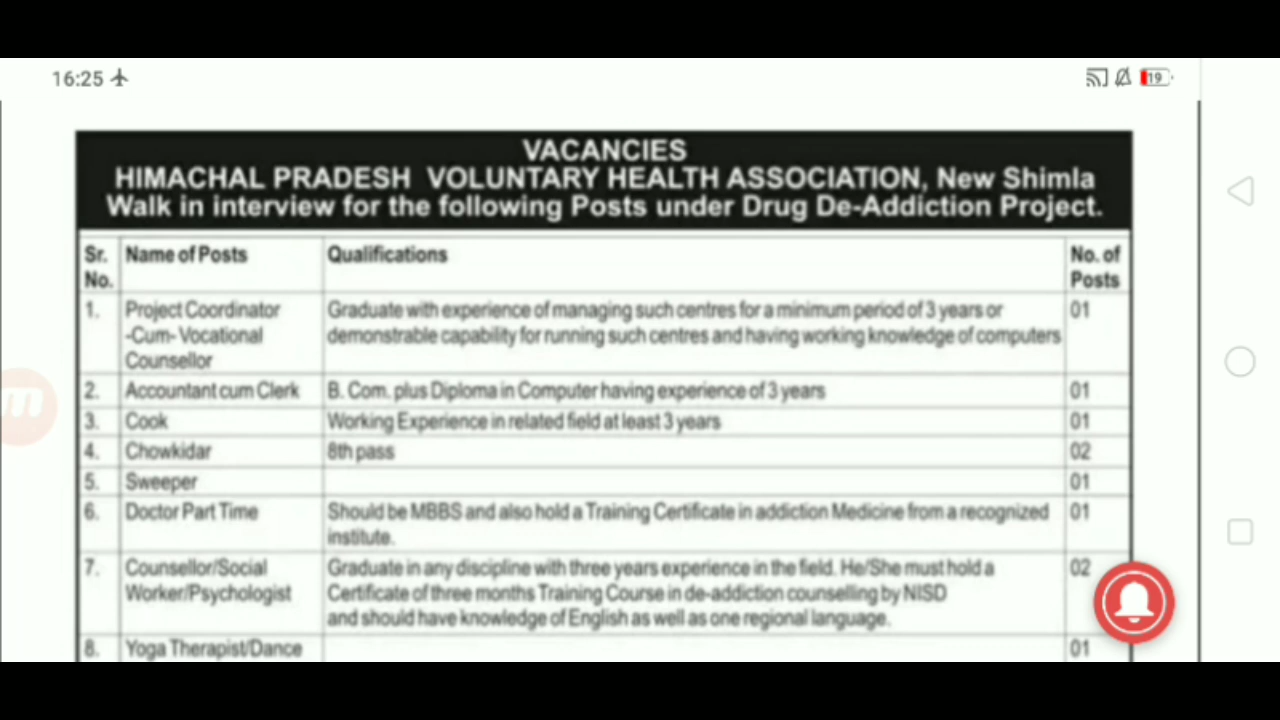 16:25
19
VACANCIES
HIMACHAL PRADESH VOLUNTARY HEALTH ASSOCIATION, New Shimla
Walk in interview for the following Posts under Drug De-Addiction Project.
Sr. No. Name of Posts Qualifications No. of Posts
1. Project Coordinator Graduate with experience of managing such centres for a minimum period of 3 years or 01
-Cum- Vocational demonstrable capability for running such centres and having working knowledge of computers
Counsellor
2. Accountant cum Clerk B. Com. plus Diploma in Computer having experience of 3 years 01
3. Cook Working Experience in related field at least 3 years 01
4. Chowkidar 8th pass 02
5. Sweeper 01
6. Doctor Part Time Should be MBBS and also hold a Training Certificate in addiction Medicine from a recognized 01
institute.
7. Counsellor/Social Graduate in any discipline with three years experience in the field. He/She must hold a 02
Worker/Psychologist Certificate of three months Training Course in de-addiction counselling by NISD
and should have knowledge of English as well as one regional language.
8. Yoga Therapist/Dance 01